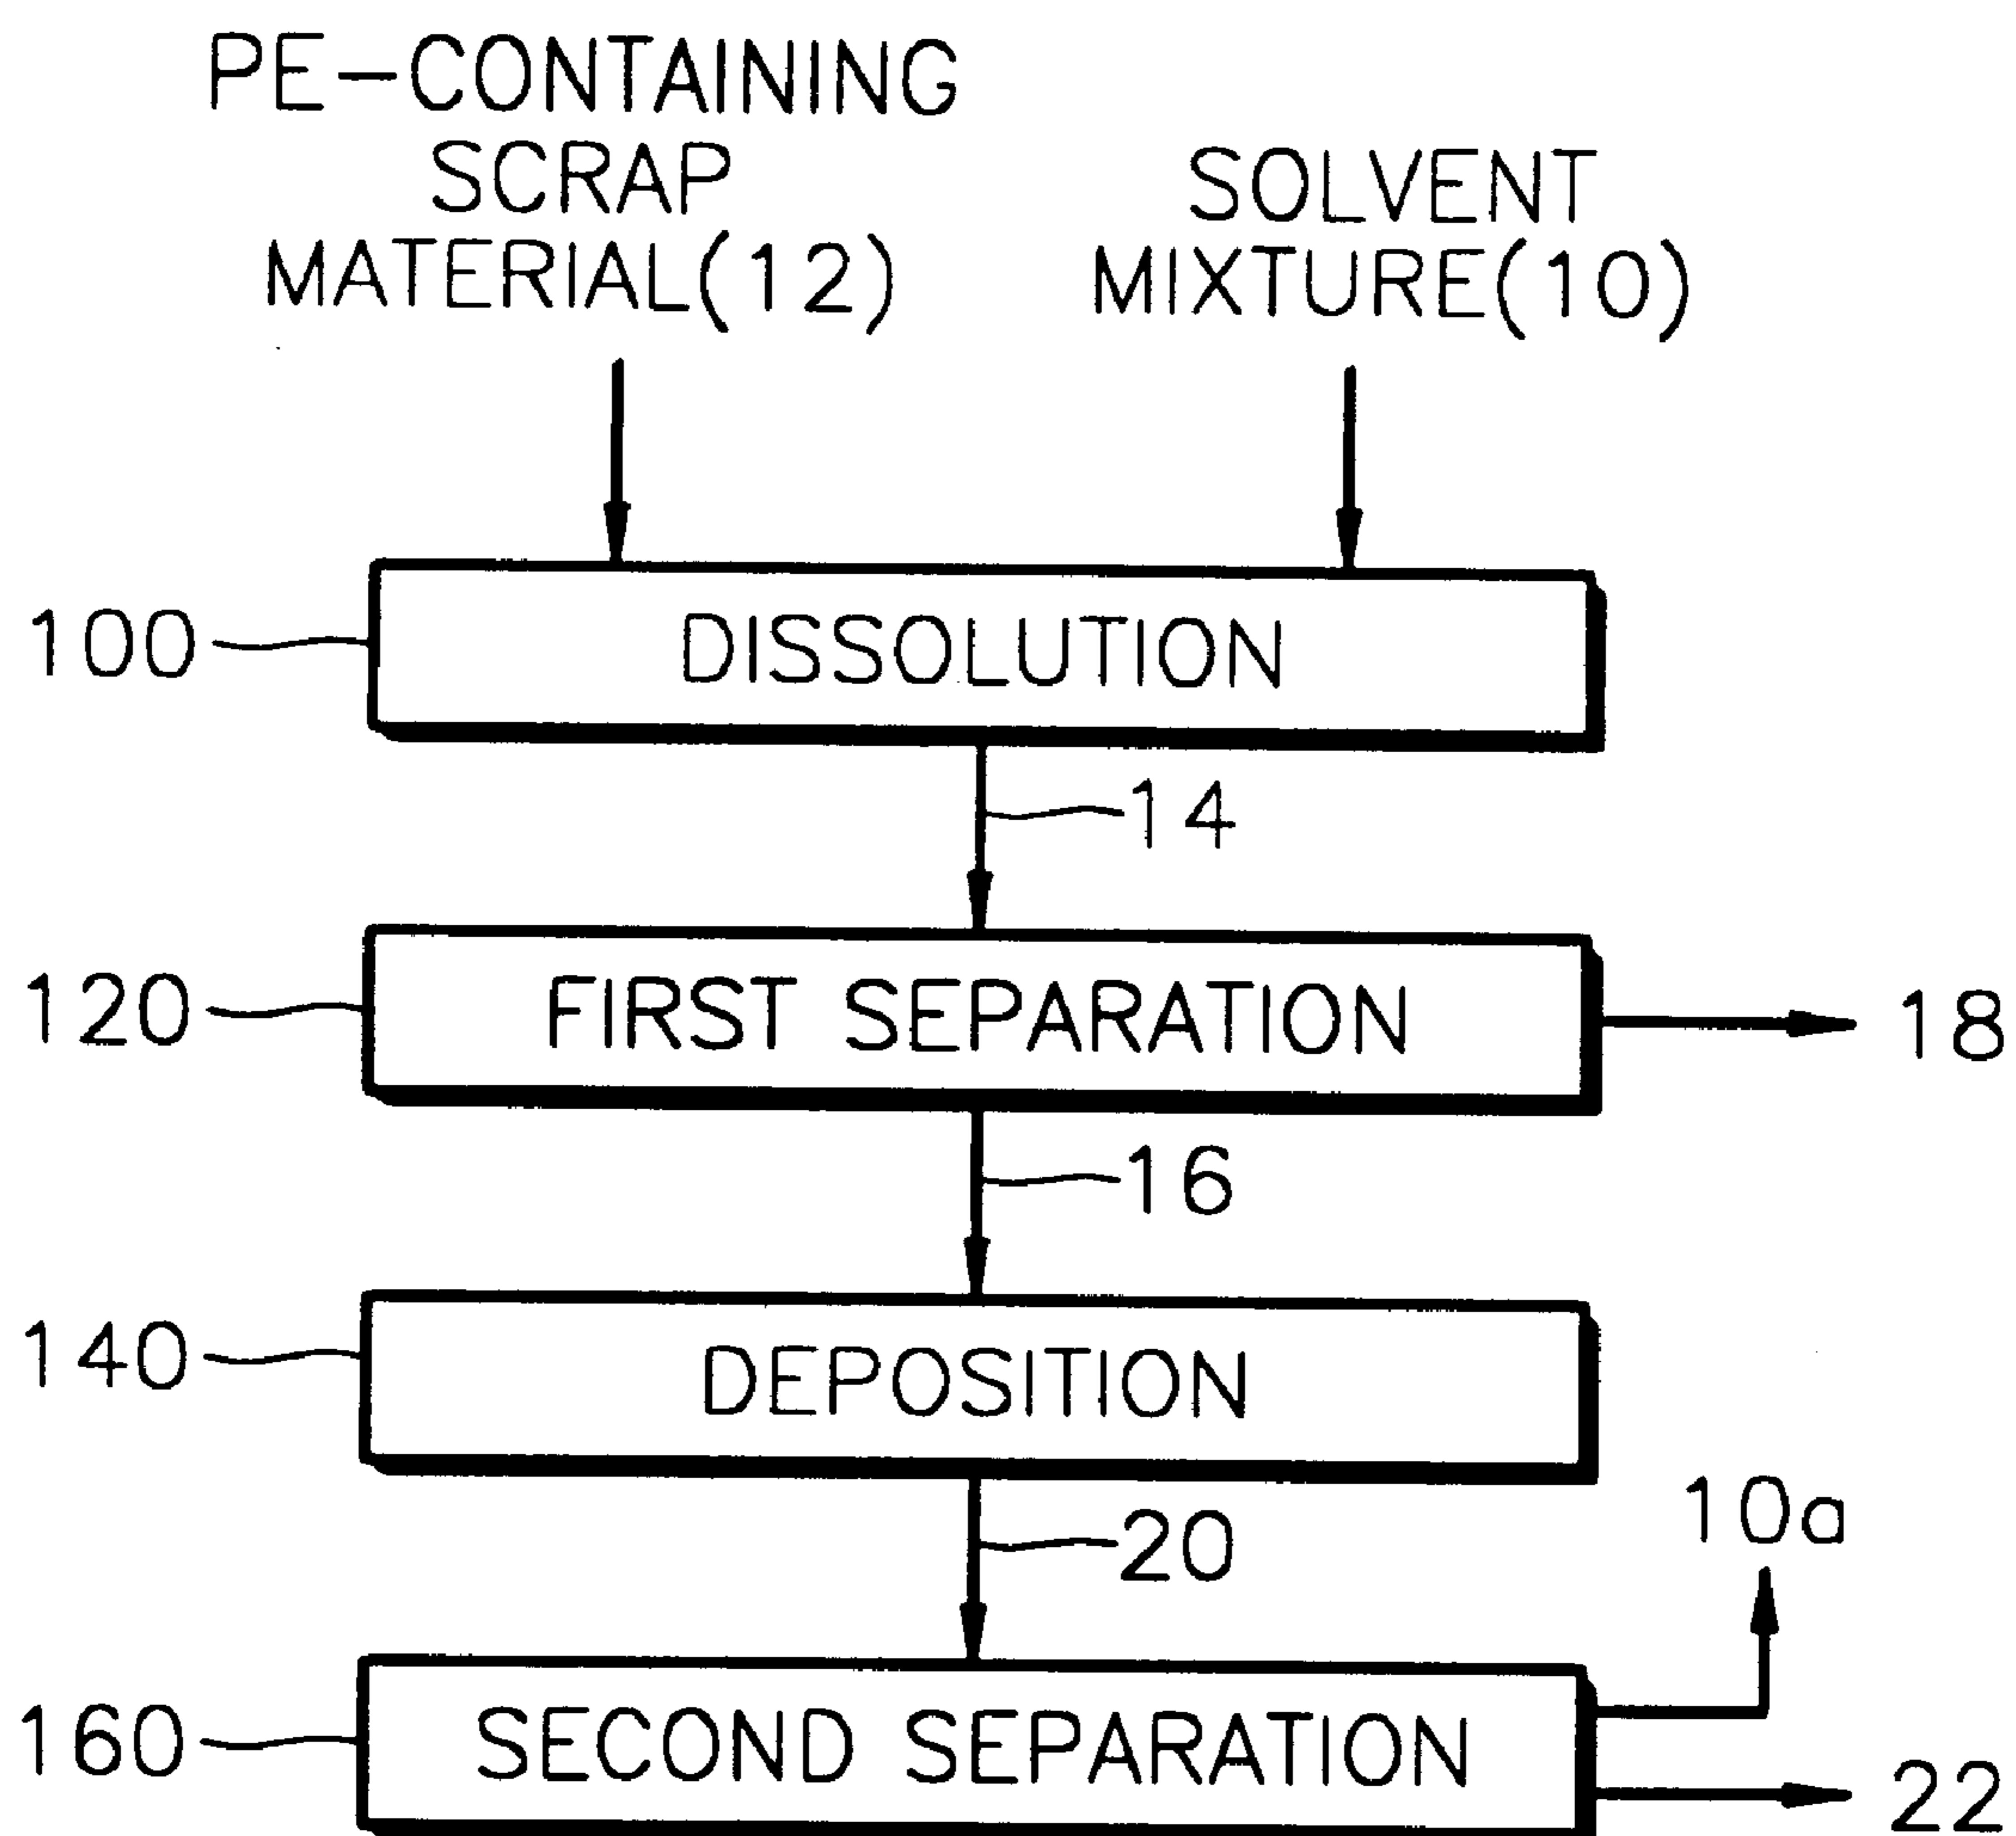 PE-CONTAINING
SCRAP
MATERIAL(12)
SOLVENT
MIXTURE(10)
100
DISSOLUTION
14
120
FIRST SEPARATION
18
16
140
DEPOSITION
20
10a
160
SECOND SEPARATION
22